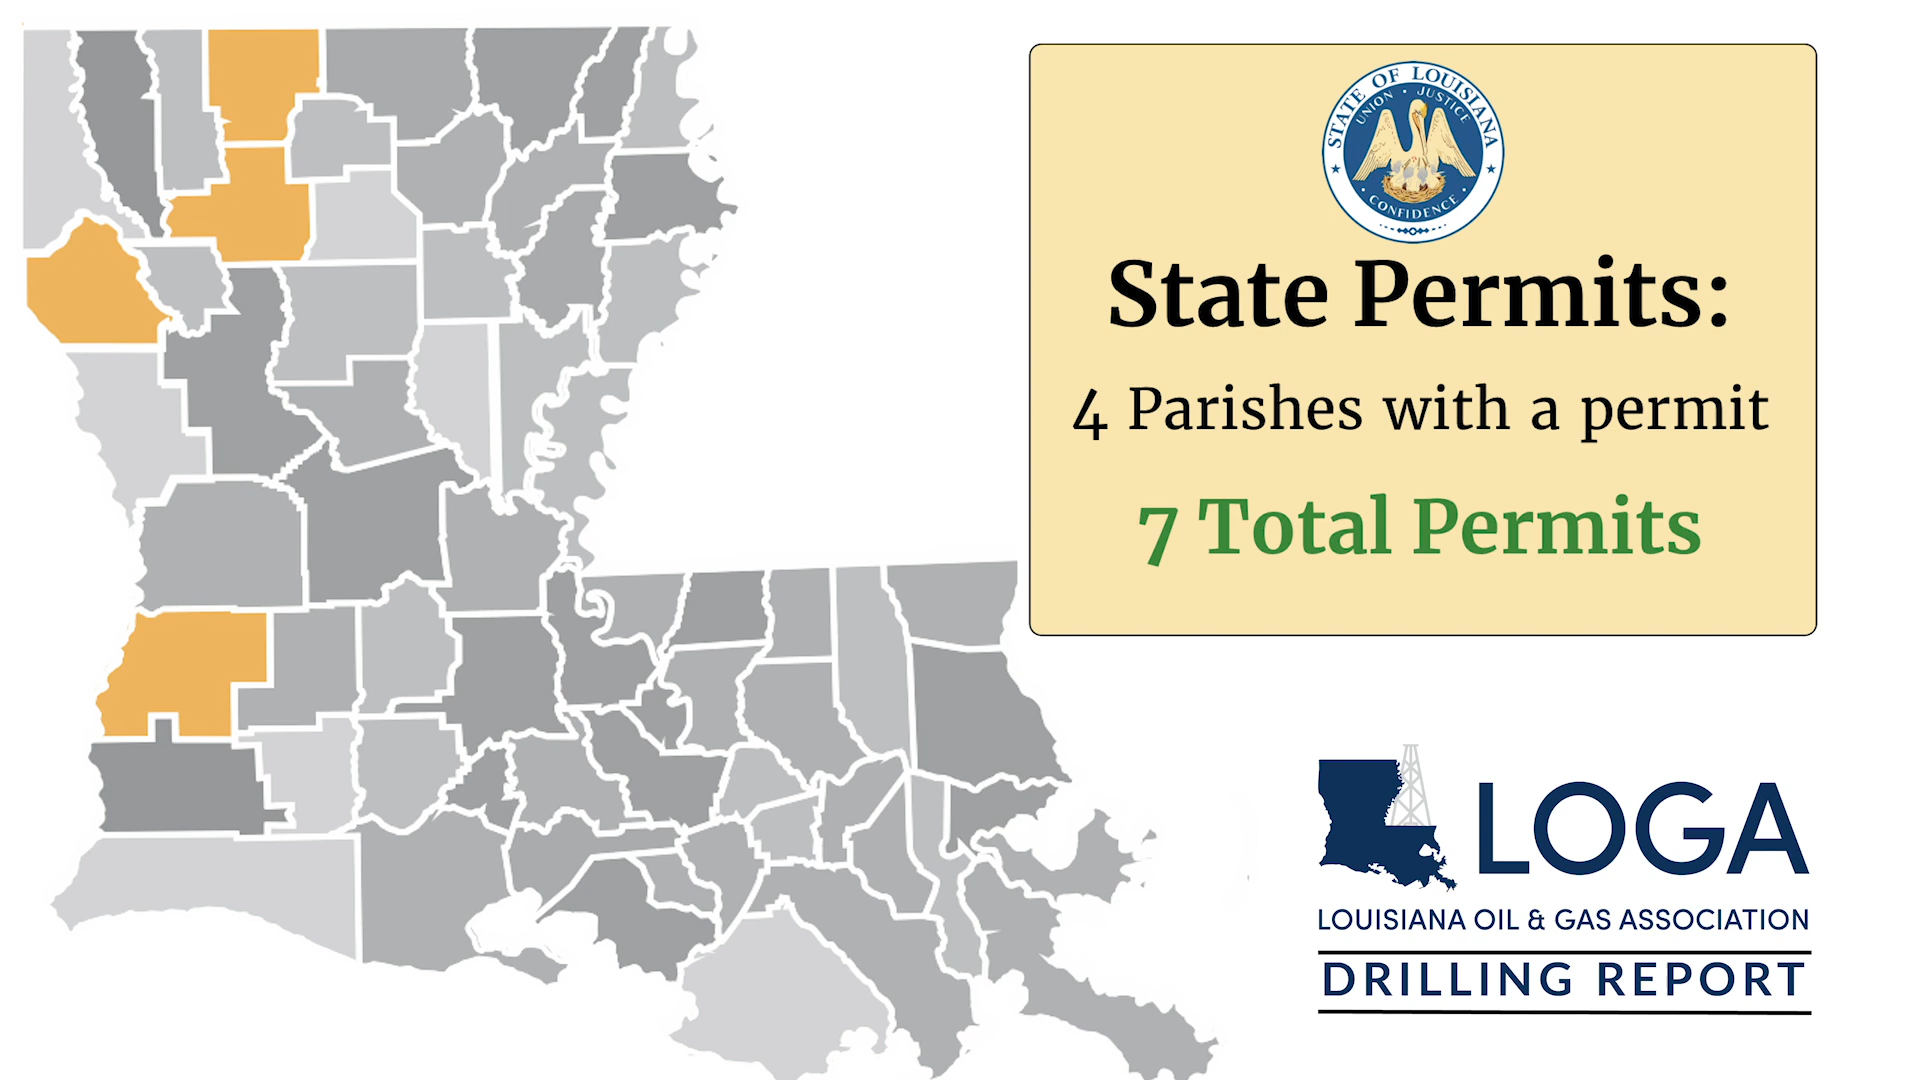 STATE OF LOUISIANA
UNION • JUSTICE
CONFIDENCE
State Permits:
4 Parishes with a permit
7 Total Permits
LOGA
LOUISIANA OIL & GAS ASSOCIATION
DRILLING REPORT